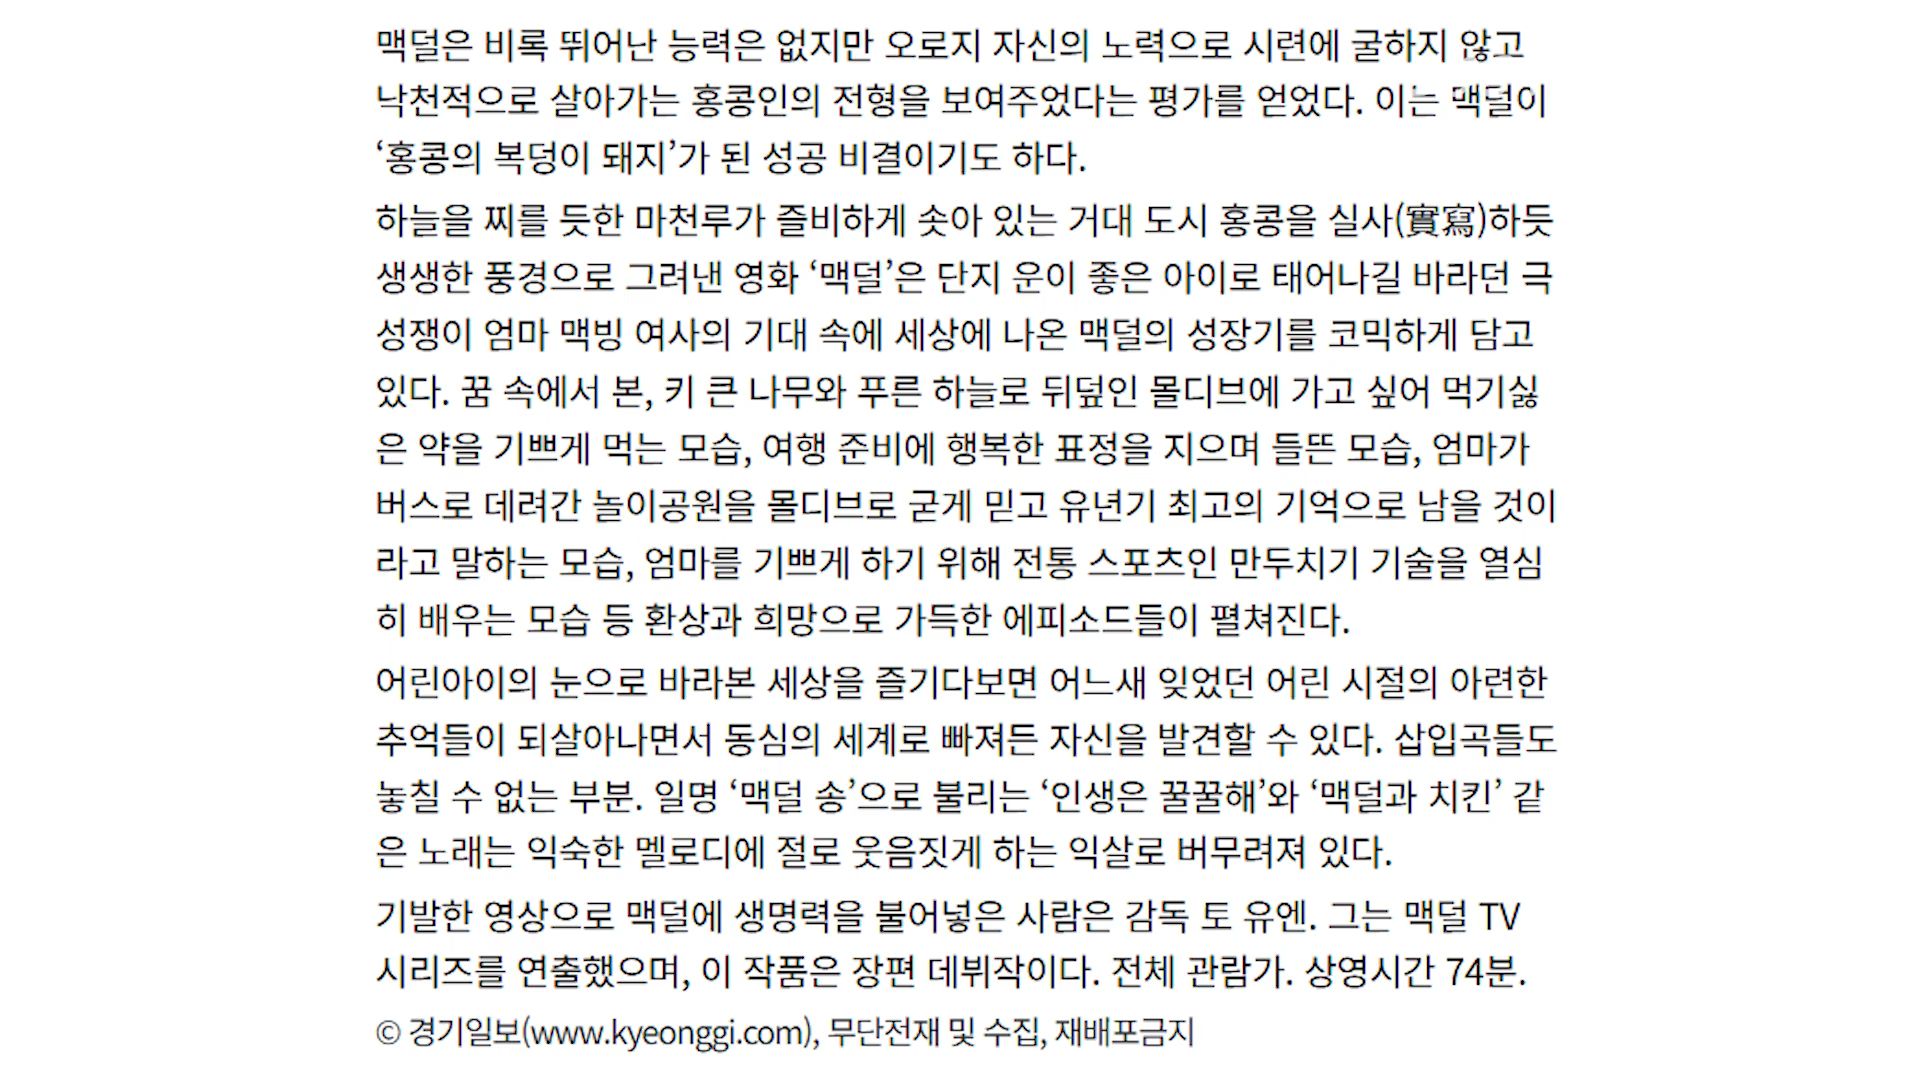 맥덜은 비록 뛰어난 능력은 없지만 오로지 자신의 노력으로 시련에 굴하지 않고
낙천적으로 살아가는 홍콩인의 전형을 보여주었다는 평가를 얻었다. 이는 맥덜이
‘홍콩의 복덩이 돼지’가 된 성공 비결이기도 하다.
하늘을 찌를 듯한 마천루가 즐비하게 솟아 있는 거대 도시 홍콩을 실사(實寫)하듯
생생한 풍경으로 그려낸 영화 ‘맥덜’은 단지 운이 좋은 아이로 태어나길 바라던 극
성쟁이 엄마 맥빙 여사의 기대 속에 세상에 나온 맥덜의 성장기를 코믹하게 담고
있다. 꿈 속에서 본, 키 큰 나무와 푸른 하늘로 뒤덮인 몰디브에 가고 싶어 먹기싫
은 약을 기쁘게 먹는 모습, 여행 준비에 행복한 표정을 지으며 들뜬 모습, 엄마가
버스로 데려간 놀이공원을 몰디브로 굳게 믿고 유년기 최고의 기억으로 남을 것이
라고 말하는 모습, 엄마를 기쁘게 하기 위해 전통 스포츠인 만두치기 기술을 열심
히 배우는 모습 등 환상과 희망으로 가득한 에피소드들이 펼쳐진다.
어린아이의 눈으로 바라본 세상을 즐기다보면 어느새 잊었던 어린 시절의 아련한
추억들이 되살아나면서 동심의 세계로 빠져든 자신을 발견할 수 있다. 삽입곡들도
놓칠 수 없는 부분. 일명 ‘맥덜 송’으로 불리는 ‘인생은 꿀꿀해’와 ‘맥덜과 치킨’ 같
은 노래는 익숙한 멜로디에 절로 웃음짓게 하는 익살로 버무려져 있다.
기발한 영상으로 맥덜에 생명력을 불어넣은 사람은 감독 토 유엔. 그는 맥덜 TV
시리즈를 연출했으며, 이 작품은 장편 데뷔작이다. 전체 관람가. 상영시간 74분.
© 경기일보(www.kyeonggi.com), 무단전재 및 수집, 재배포금지